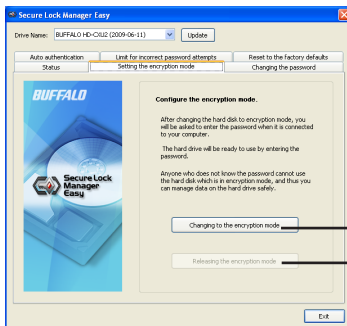 Secure Lock Manager Easy
Drive Name: BUFFALO HD-CXU2 (2009-06-11) Update
Auto authentication Limit for incorrect password attempts Reset to the factory defaults
Status Setting the encryption mode Changing the password
BUFFALO
Secure Lock
Manager
Easy
Configure the encryption mode.
After changing the hard disk to encryption mode, you
will be asked to enter the password when it is connected
to your computer.
The hard drive will be ready to use by entering the
password.
Anyone who does not know the password cannot use
the hard disk which is in encryption mode, and thus you
can manage data on the hard drive safely.
Changing to the encryption mode
Releasing the encryption mode
Exit